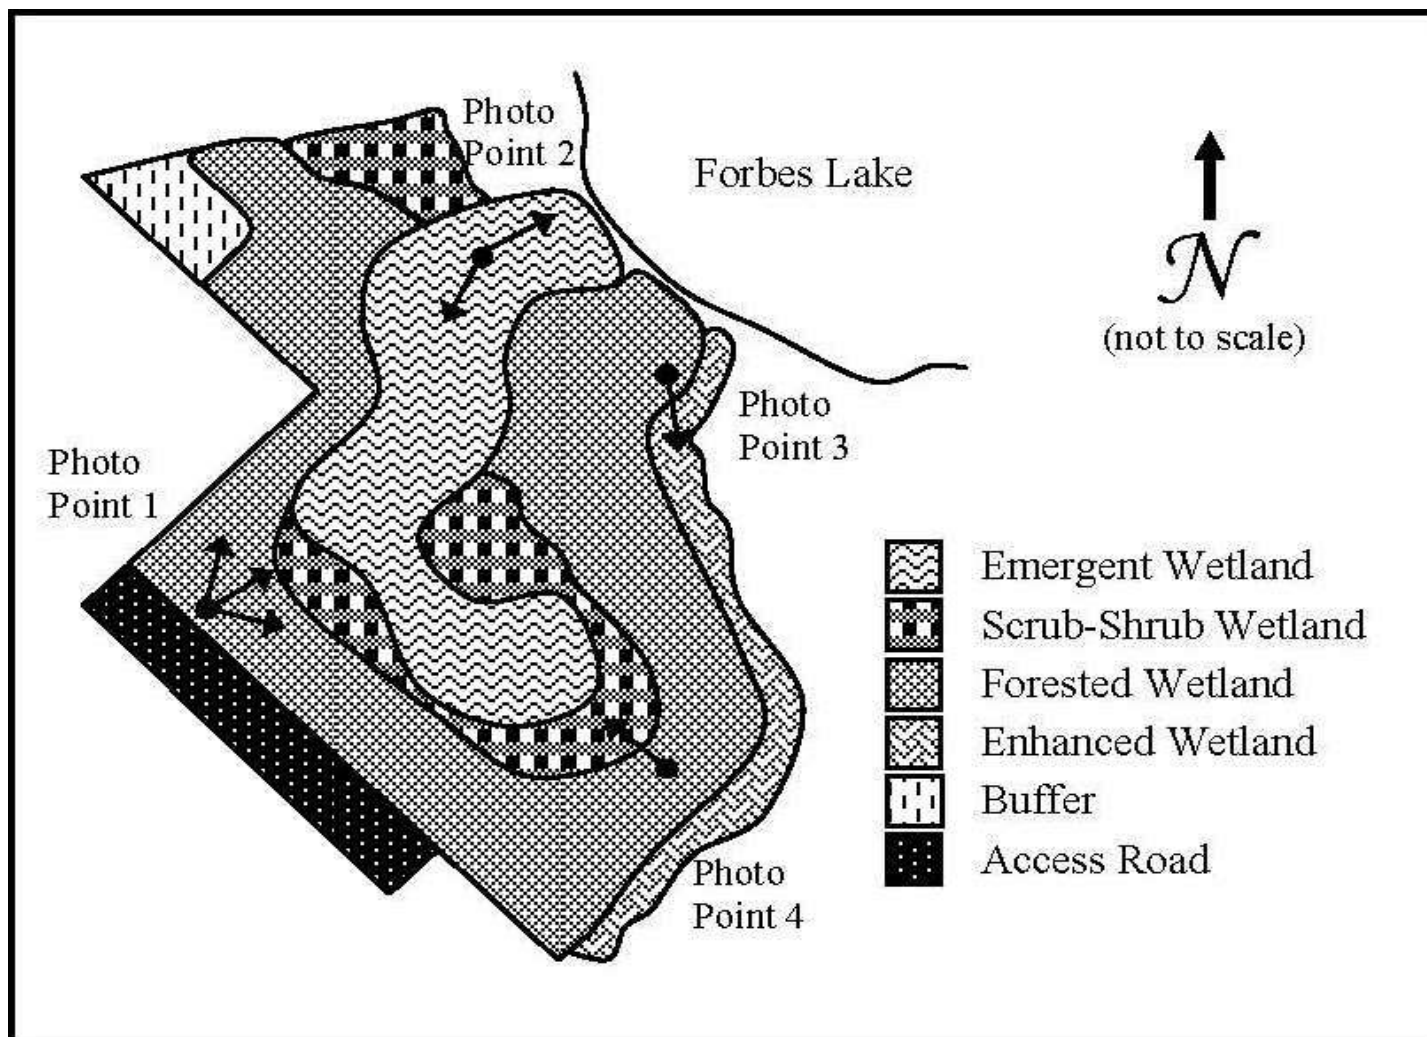 Photo
Point 2
Forbes Lake
N
(not to scale)
Photo
Point 3
Photo
Point 1
Emergent Wetland
Scrub-Shrub Wetland
Forested Wetland
Enhanced Wetland
Buffer
Access Road
Photo
Point 4